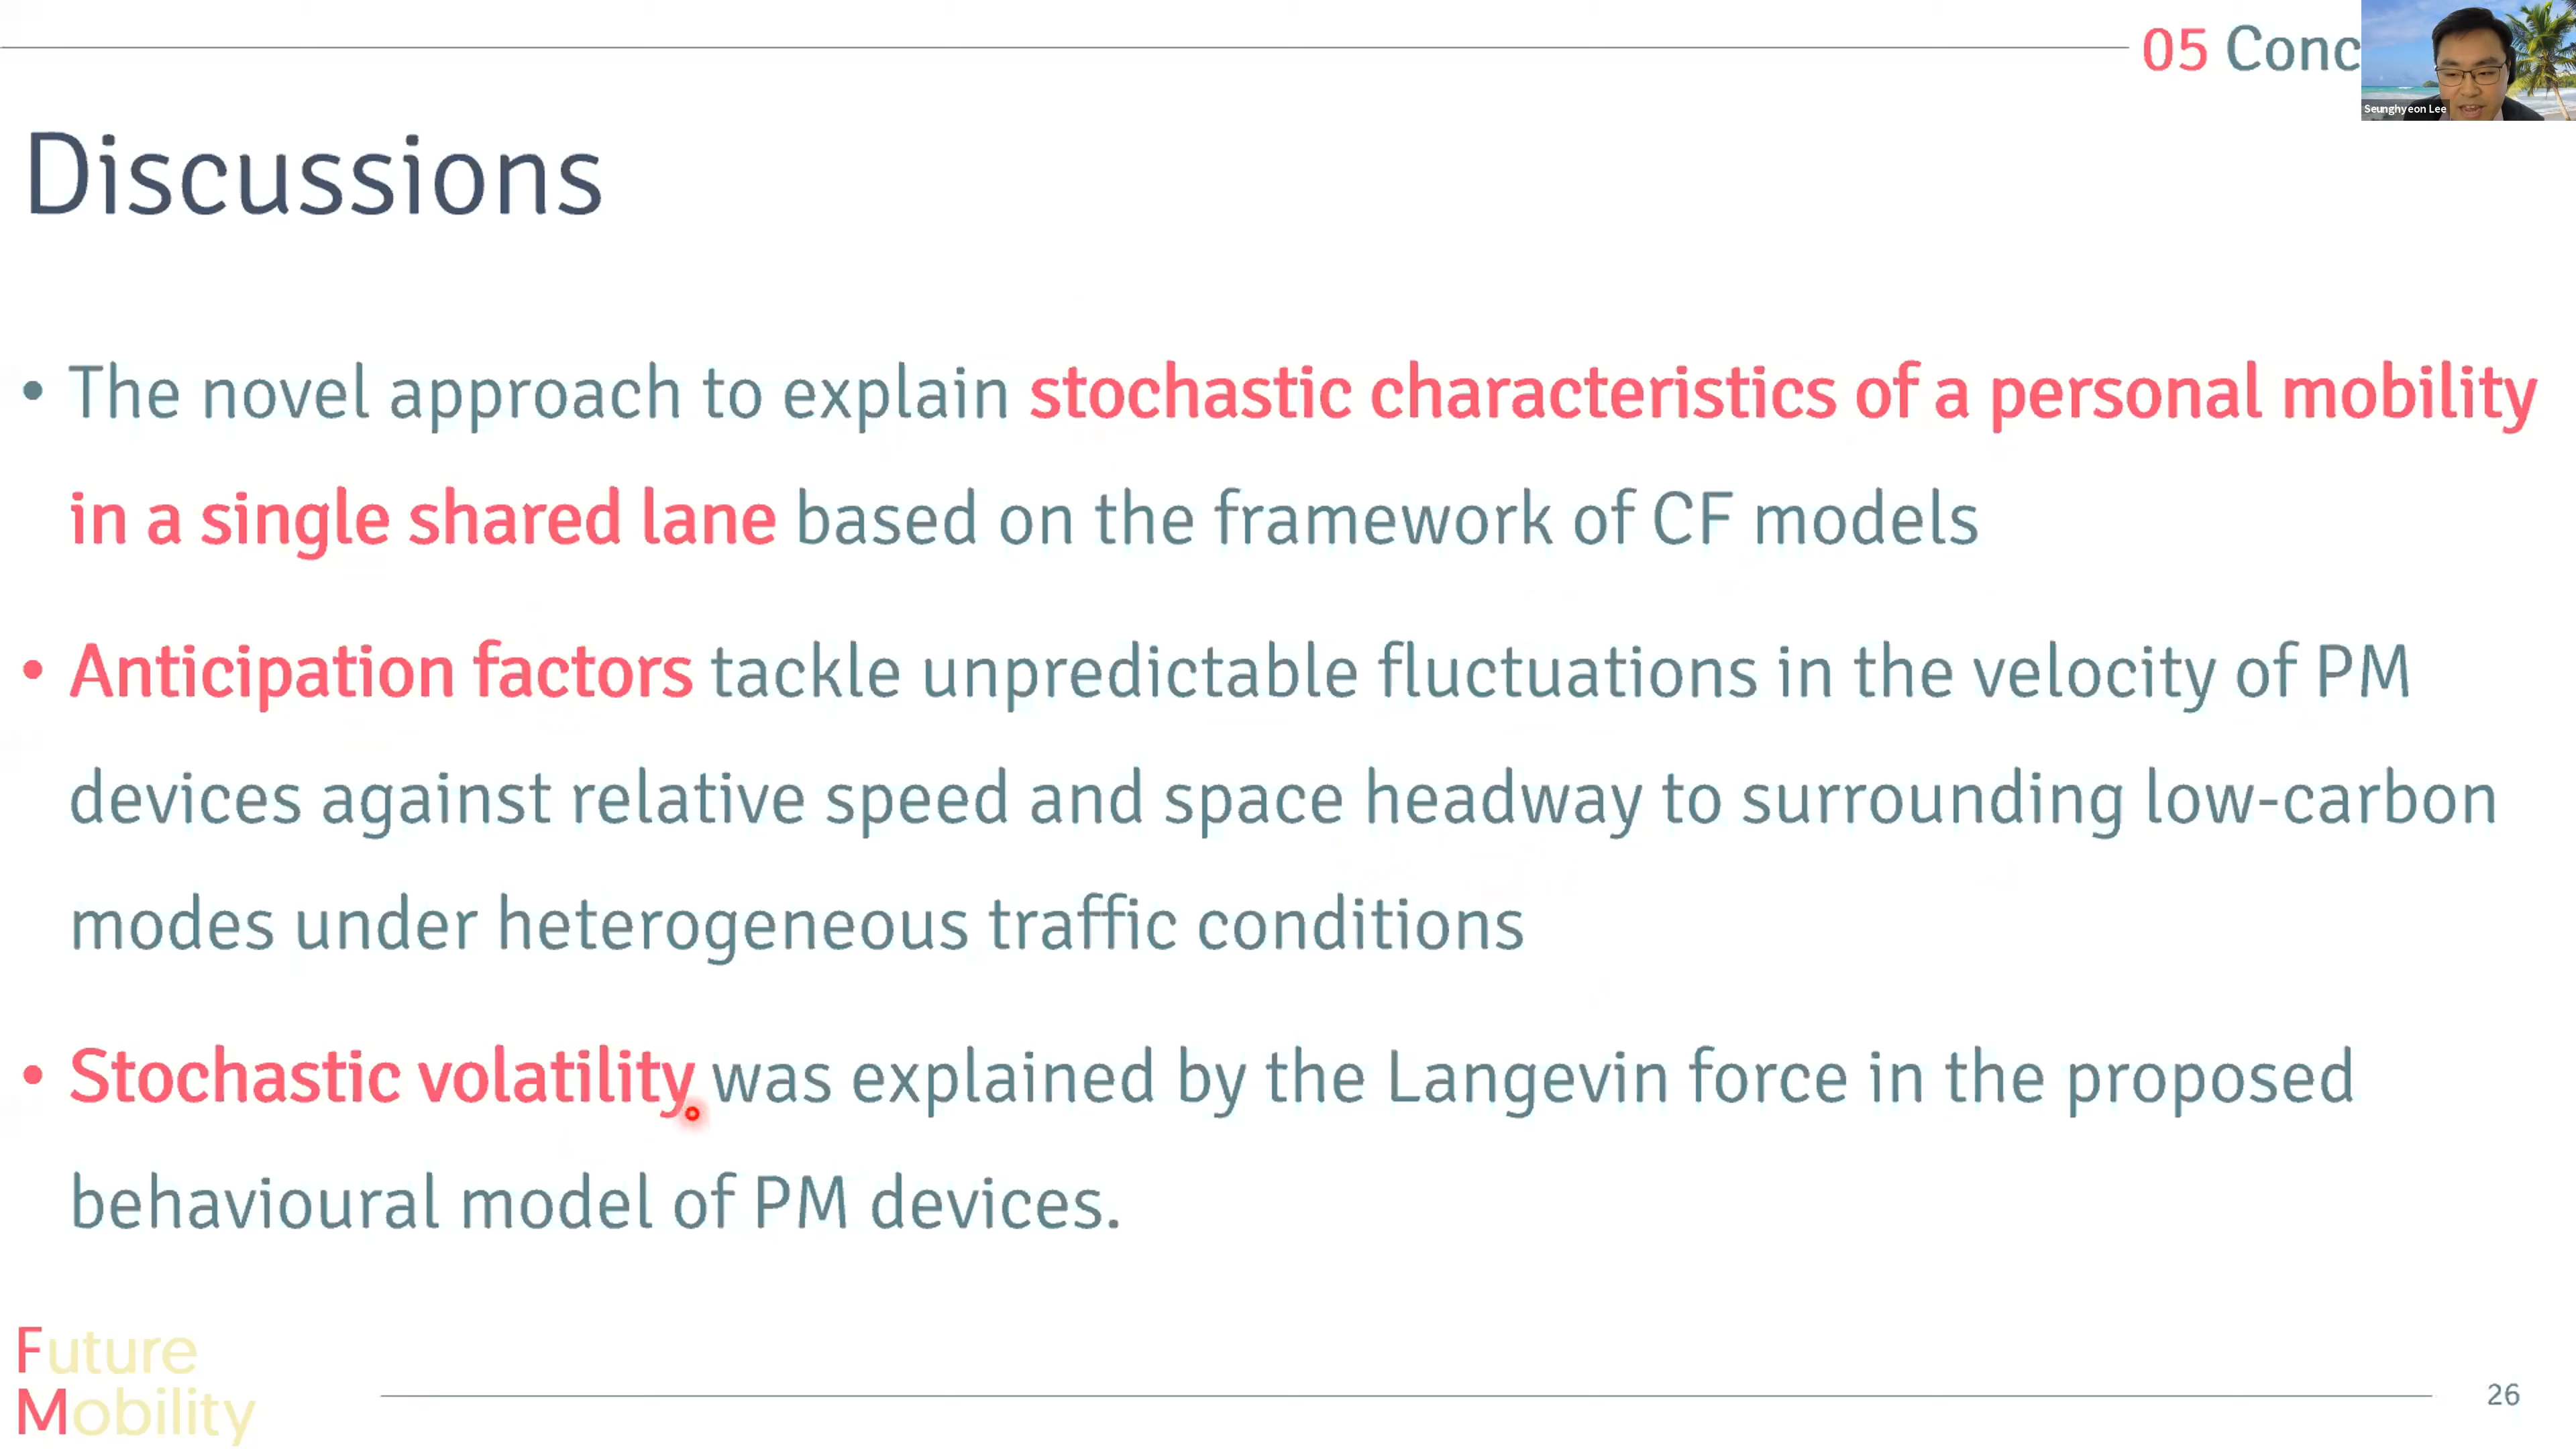 05 Conc
Seunghyeon Lee
Discussions
• The novel approach to explain stochastic characteristics of a personal mobility
in a single shared lane based on the framework of CF models
• Anticipation factors tackle unpredictable fluctuations in the velocity of PM
devices against relative speed and space headway to surrounding low-carbon
modes under heterogeneous traffic conditions
• Stochastic volatility was explained by the Langevin force in the proposed
behavioural model of PM devices.
Future
Mobility
26